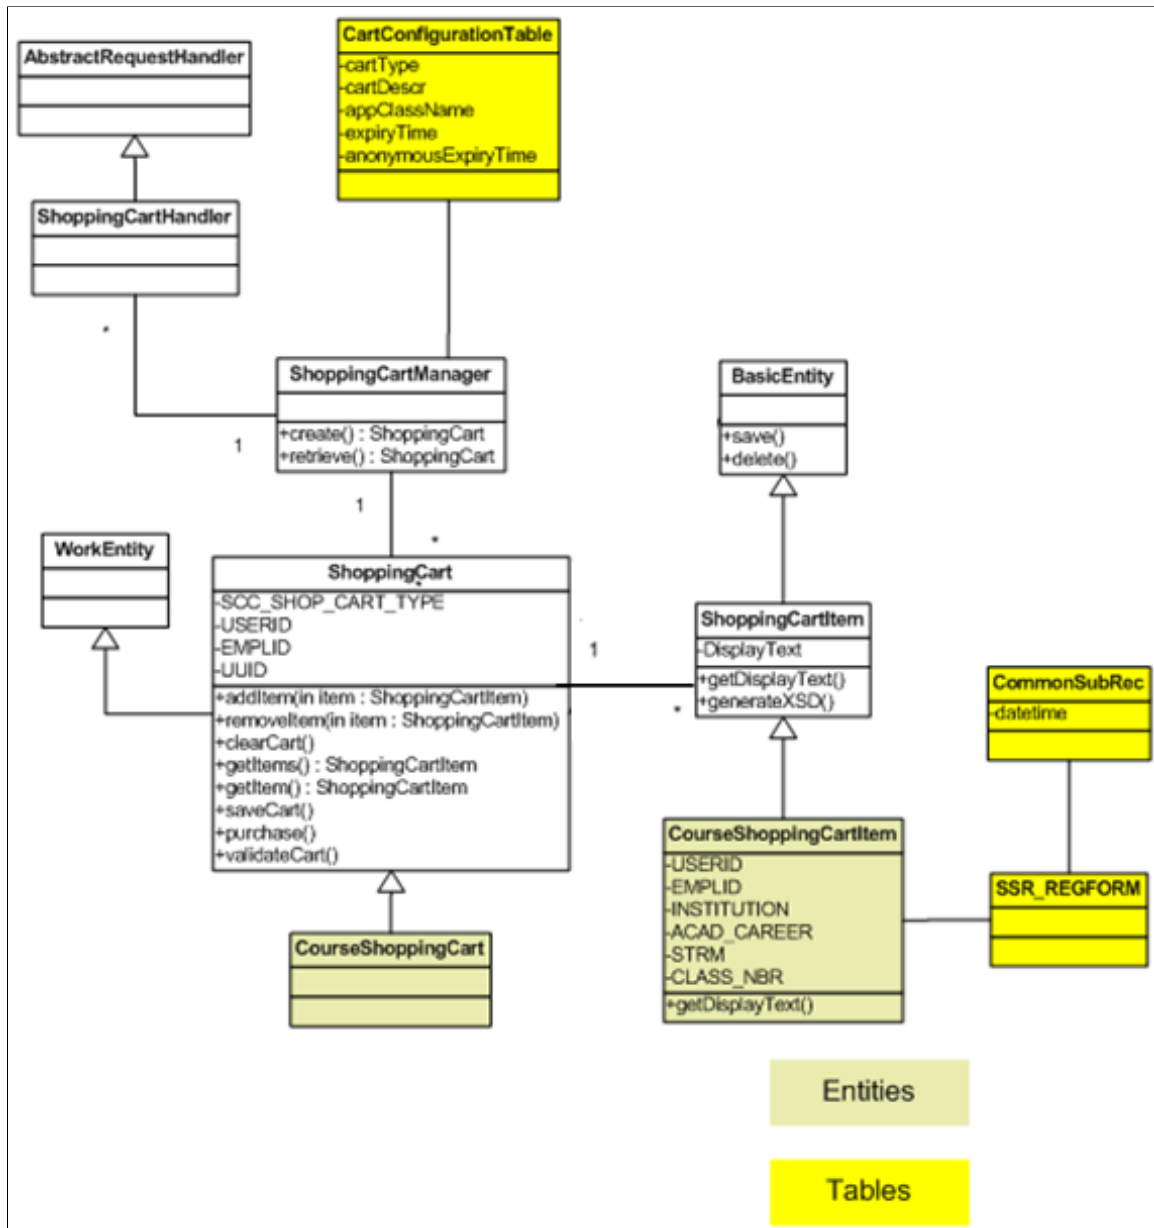 CartConfigurationTable
-cartType
-cartDescr
-appClassName
-expiryTime
-anonymousExpiryTime
AbstractRequestHandler
ShoppingCartHandler
*
1
ShoppingCartManager
+create() : ShoppingCart
+retrieve() : ShoppingCart
1
*
BasicEntity
+save()
+delete()
WorkEntity
ShoppingCart
*
-SCC_SHOP_CART_TYPE
-USERID
-EMPLID
-UUID
+addItem(in item : ShoppingCartItem)
+removeItem(in item : ShoppingCartItem)
+clearCart()
+getItems() : ShoppingCartItem
+getItem() : ShoppingCartItem
+saveCart()
+purchase()
+validateCart()
1
*
ShoppingCartItem
-DisplayText
+getDisplayText()
+generateXSD()
CommonSubRec
-datetime
CourseShoppingCart
CourseShoppingCartItem
-USERID
-EMPLID
-INSTITUTION
-ACAD_CAREER
-STRM
-CLASS_NBR
+getDisplayText()
SSR_REGFORM
Entities
Tables